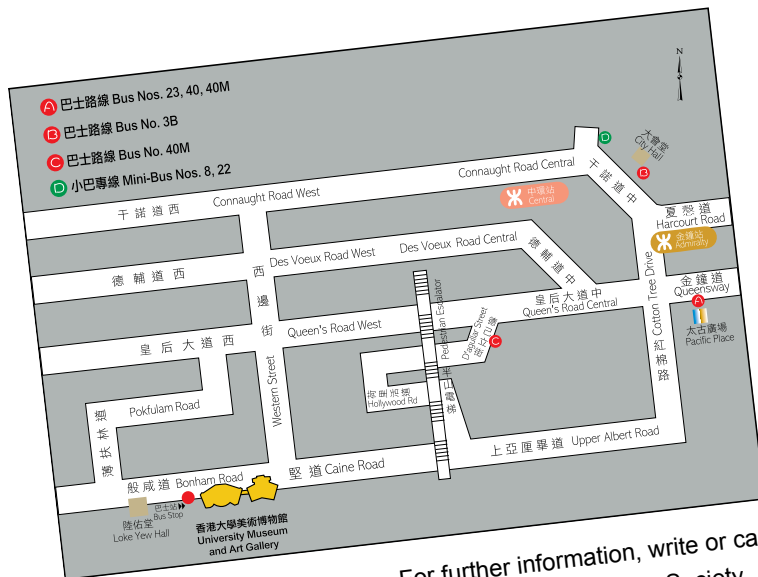 A 巴士路線 Bus Nos. 23, 40, 40M
B 巴士路線 Bus No. 3B
C 巴士路線 Bus No. 40M
D 小巴專線 Mini-Bus Nos. 8, 22
N
D
大會堂
City Hall
B
干諾道西 Connaught Road West
Connaught Road Central
干諾道中
中環站
Central
夏慤道
Harcourt Road
金鐘站
Admiralty
德輔道西 Des Voeux Road West
Des Voeux Road Central 德輔道中
金鐘道
Queensway
A
太古廣場
Pacific Place
皇后大道西 Queen's Road West
皇后大道中
Queen's Road Central
西邊街 Western Street
Pedestrian Escalator
半山電梯
D'aguilar Street
C
荷里活道
Hollywood Rd
Cotton Tree Drive
紅棉路
Pokfulam Road
薄扶林道
般咸道 Bonham Road
堅道 Caine Road
上亞厘畢道 Upper Albert Road
陸佑堂
Loke Yew Hall
巴士站
Bus Stop
香港大學美術博物館
University Museum
and Art Gallery
For further information, write or ca
Society